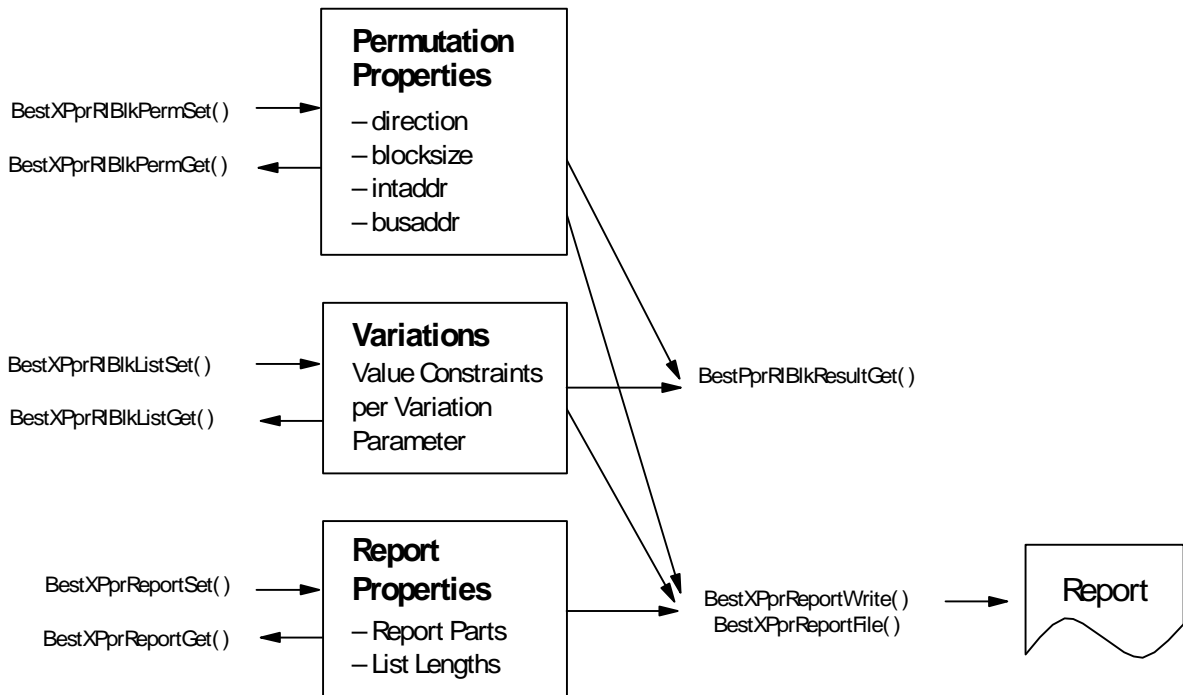 Permutation
Properties
– direction
– blocksize
– intaddr
– busaddr
BestXPprRIBlkPermSet( )
BestXPprRIBlkPermGet( )
Variations
Value Constraints
per Variation
Parameter
BestXPprRIBlkListSet( )
BestXPprRIBlkListGet( )
BestPprRIBlkResultGet( )
Report
Properties
– Report Parts
– List Lengths
BestXPprReportSet( )
BestXPprReportGet( )
BestXPprReportWrite( )
BestXPprReportFile( )
Report